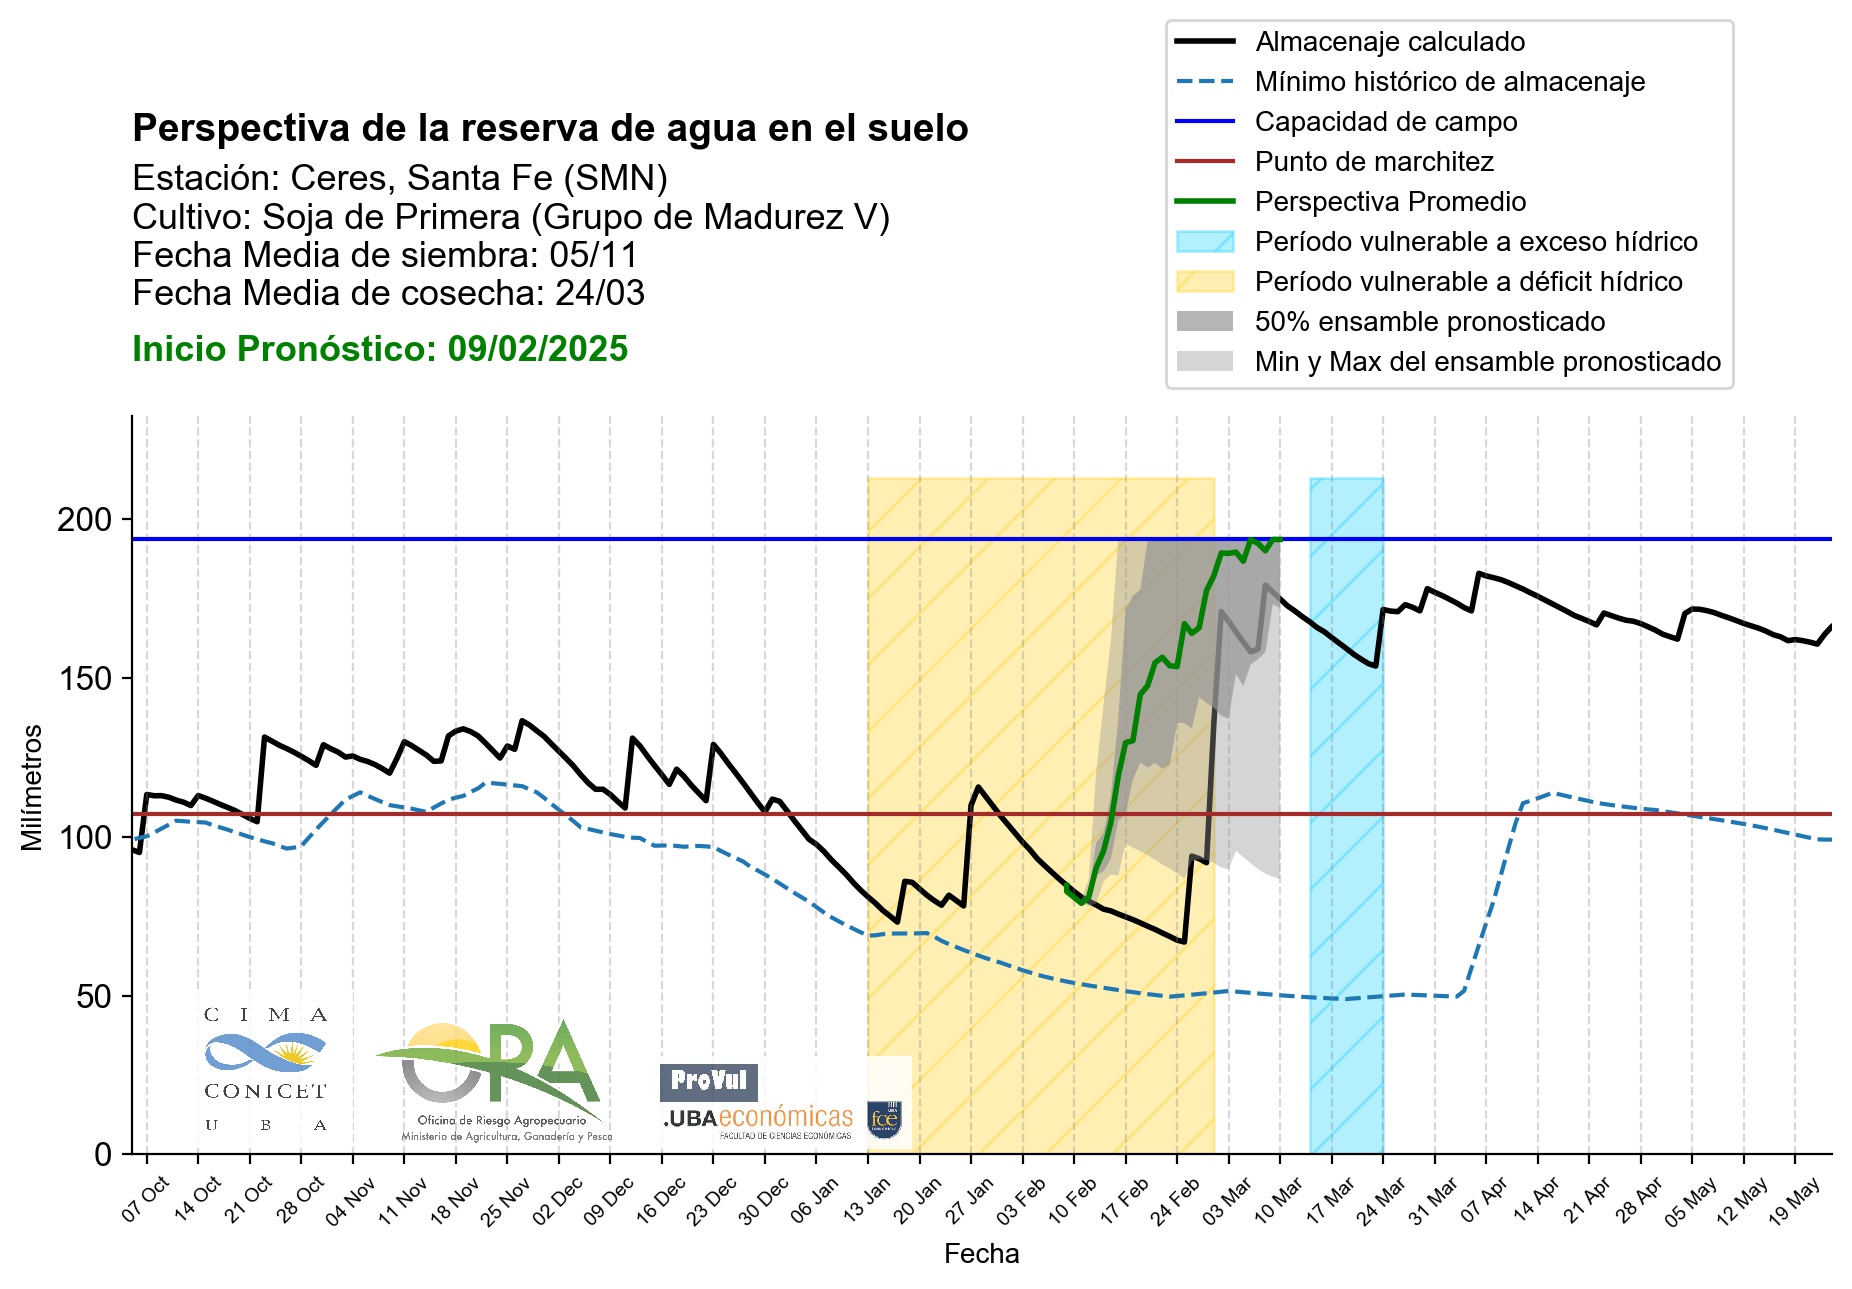 Almacenaje calculado
Mínimo histórico de almacenaje
Capacidad de campo
Punto de marchitez
Perspectiva Promedio
Período vulnerable a exceso hídrico
Período vulnerable a déficit hídrico
50% ensamble pronosticado
Min y Max del ensamble pronosticado
Perspectiva de la reserva de agua en el suelo
Estación: Ceres, Santa Fe (SMN)
Cultivo: Soja de Primera (Grupo de Madurez V)
Fecha Media de siembra: 05/11
Fecha Media de cosecha: 24/03
Inicio Pronóstico: 09/02/2025
200
150
100
50
0
Milímetros
CIMA
CONICET
UBA
ORA
Oficina de Riesgo Agropecuario
Ministerio de Agricultura, Ganadería y Pesca
ProVul
.UBAeconómicas
FACULTAD DE CIENCIAS ECONÓMICAS
UBA
fce
07 Oct
14 Oct
21 Oct
28 Oct
04 Nov
11 Nov
18 Nov
25 Nov
02 Dec
09 Dec
16 Dec
23 Dec
30 Dec
06 Jan
13 Jan
20 Jan
27 Jan
03 Feb
10 Feb
17 Feb
24 Feb
03 Mar
10 Mar
17 Mar
24 Mar
31 Mar
07 Apr
14 Apr
21 Apr
28 Apr
05 May
12 May
19 May
Fecha